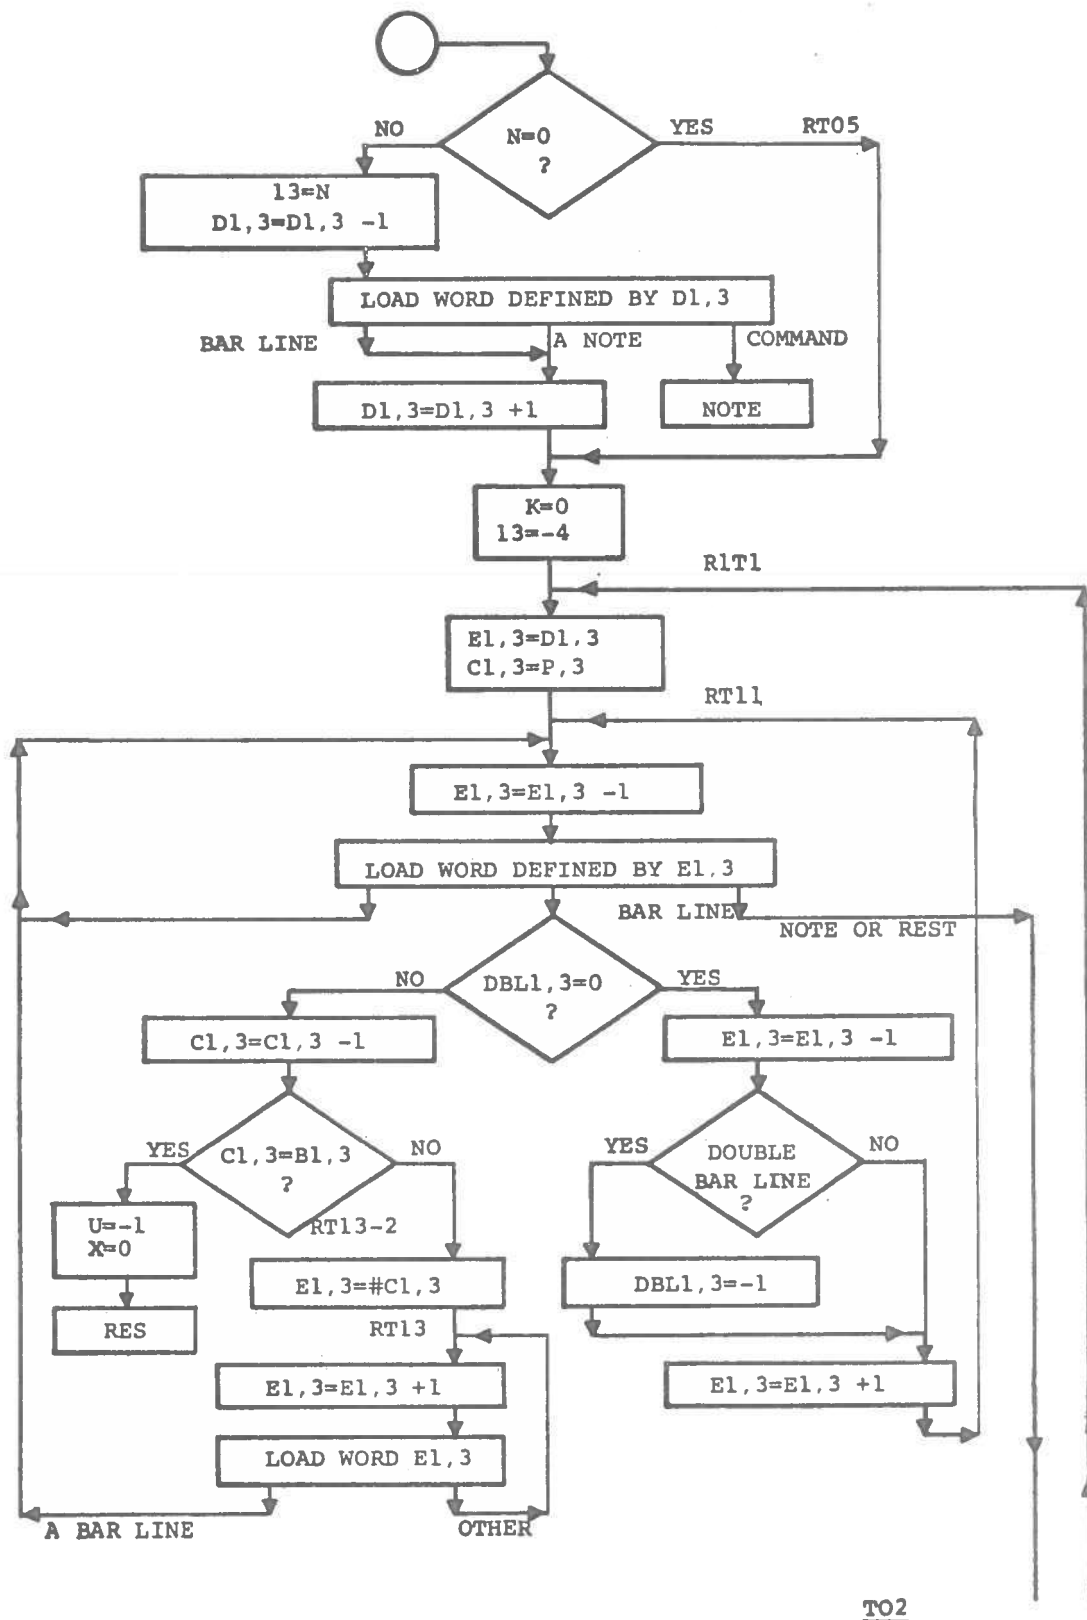 N=0
?
NO
YES
RT05
13=N
D1,3=D1,3 -1
LOAD WORD DEFINED BY D1,3
BAR LINE
A NOTE
COMMAND
D1,3=D1,3 +1
NOTE
K=0
13=-4
R1T1
E1,3=D1,3
C1,3=P,3
RT11
E1,3=E1,3 -1
LOAD WORD DEFINED BY E1,3
BAR LINE
NOTE OR REST
DBL1,3=0
?
NO
YES
C1,3=C1,3 -1
E1,3=E1,3 -1
YES
C1,3=B1,3
?
NO
YES
DOUBLE
BAR LINE
?
NO
U=-1
X=0
RT13-2
E1,3=#C1,3
DBL1,3=-1
RES
RT13
E1,3=E1,3 +1
E1,3=E1,3 +1
LOAD WORD E1,3
A BAR LINE
OTHER
TO2